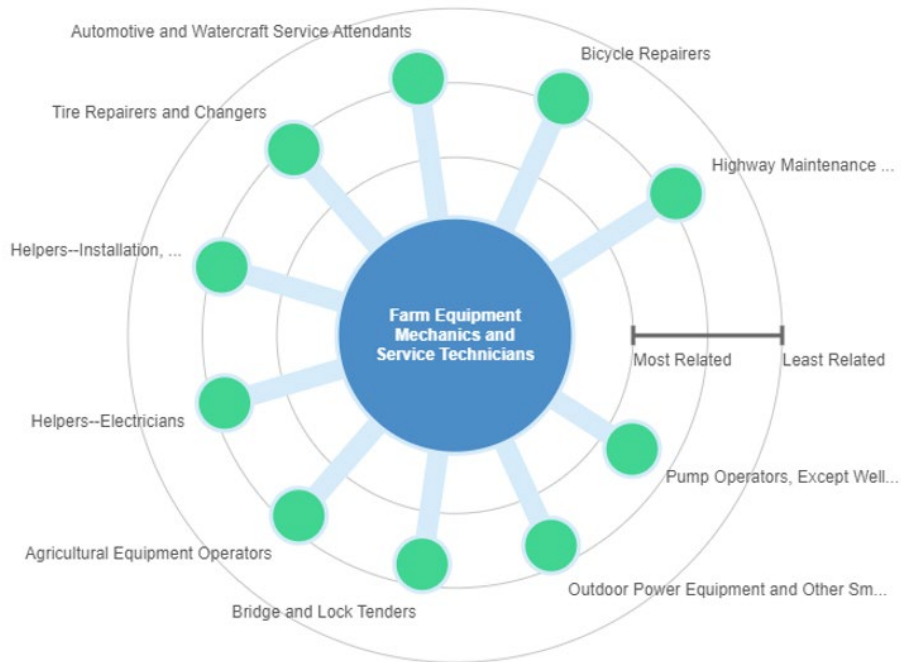 Automotive and Watercraft Service Attendants
Bicycle Repairers
Tire Repairers and Changers
Highway Maintenance ...
Helpers--Installation, ...
Farm Equipment
Mechanics and
Service Technicians
Most Related
Least Related
Helpers--Electricians
Pump Operators, Except Well...
Agricultural Equipment Operators
Outdoor Power Equipment and Other Sm...
Bridge and Lock Tenders